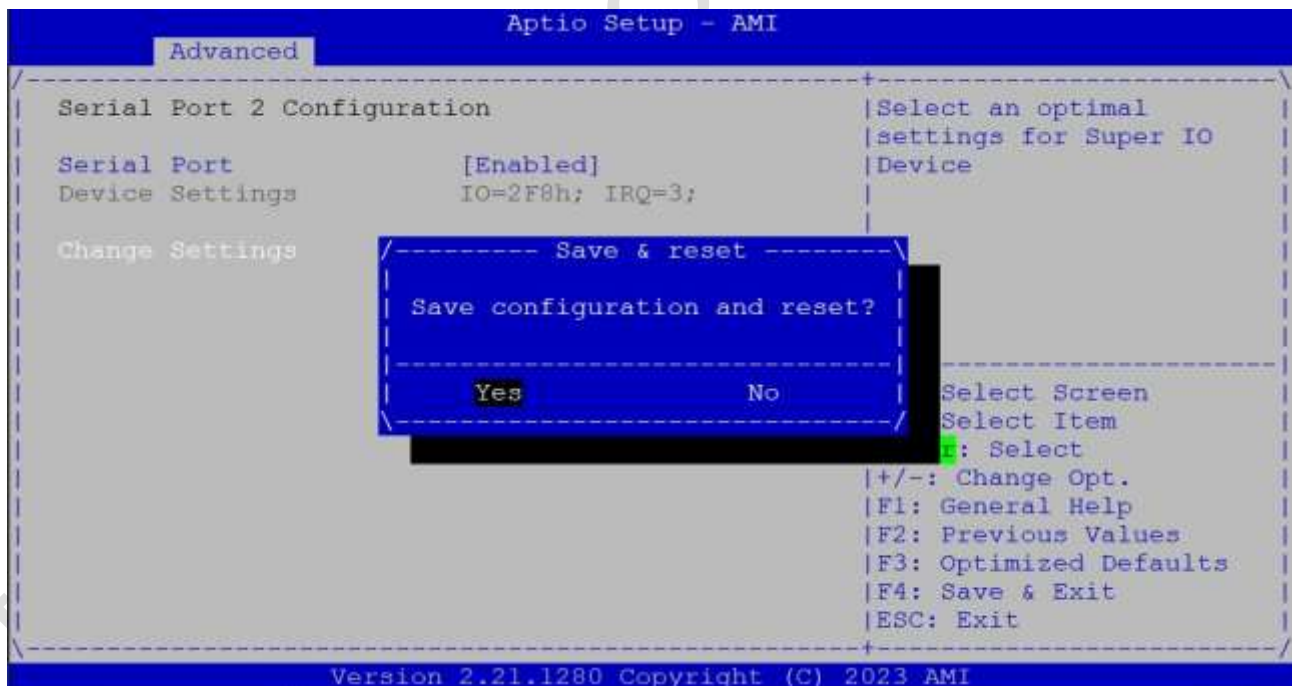 Aptio Setup - AMI
Advanced
Serial Port 2 Configuration
Serial Port [Enabled]
Device Settings IO=2F8h; IRQ=3;
Change Settings
Select an optimal
settings for Super IO
Device
Save & reset
Save configuration and reset?
Yes No
Select Screen
Select Item
r: Select
+/-: Change Opt.
F1: General Help
F2: Previous Values
F3: Optimized Defaults
F4: Save & Exit
ESC: Exit
Version 2.21.1280 Copyright (C) 2023 AMI